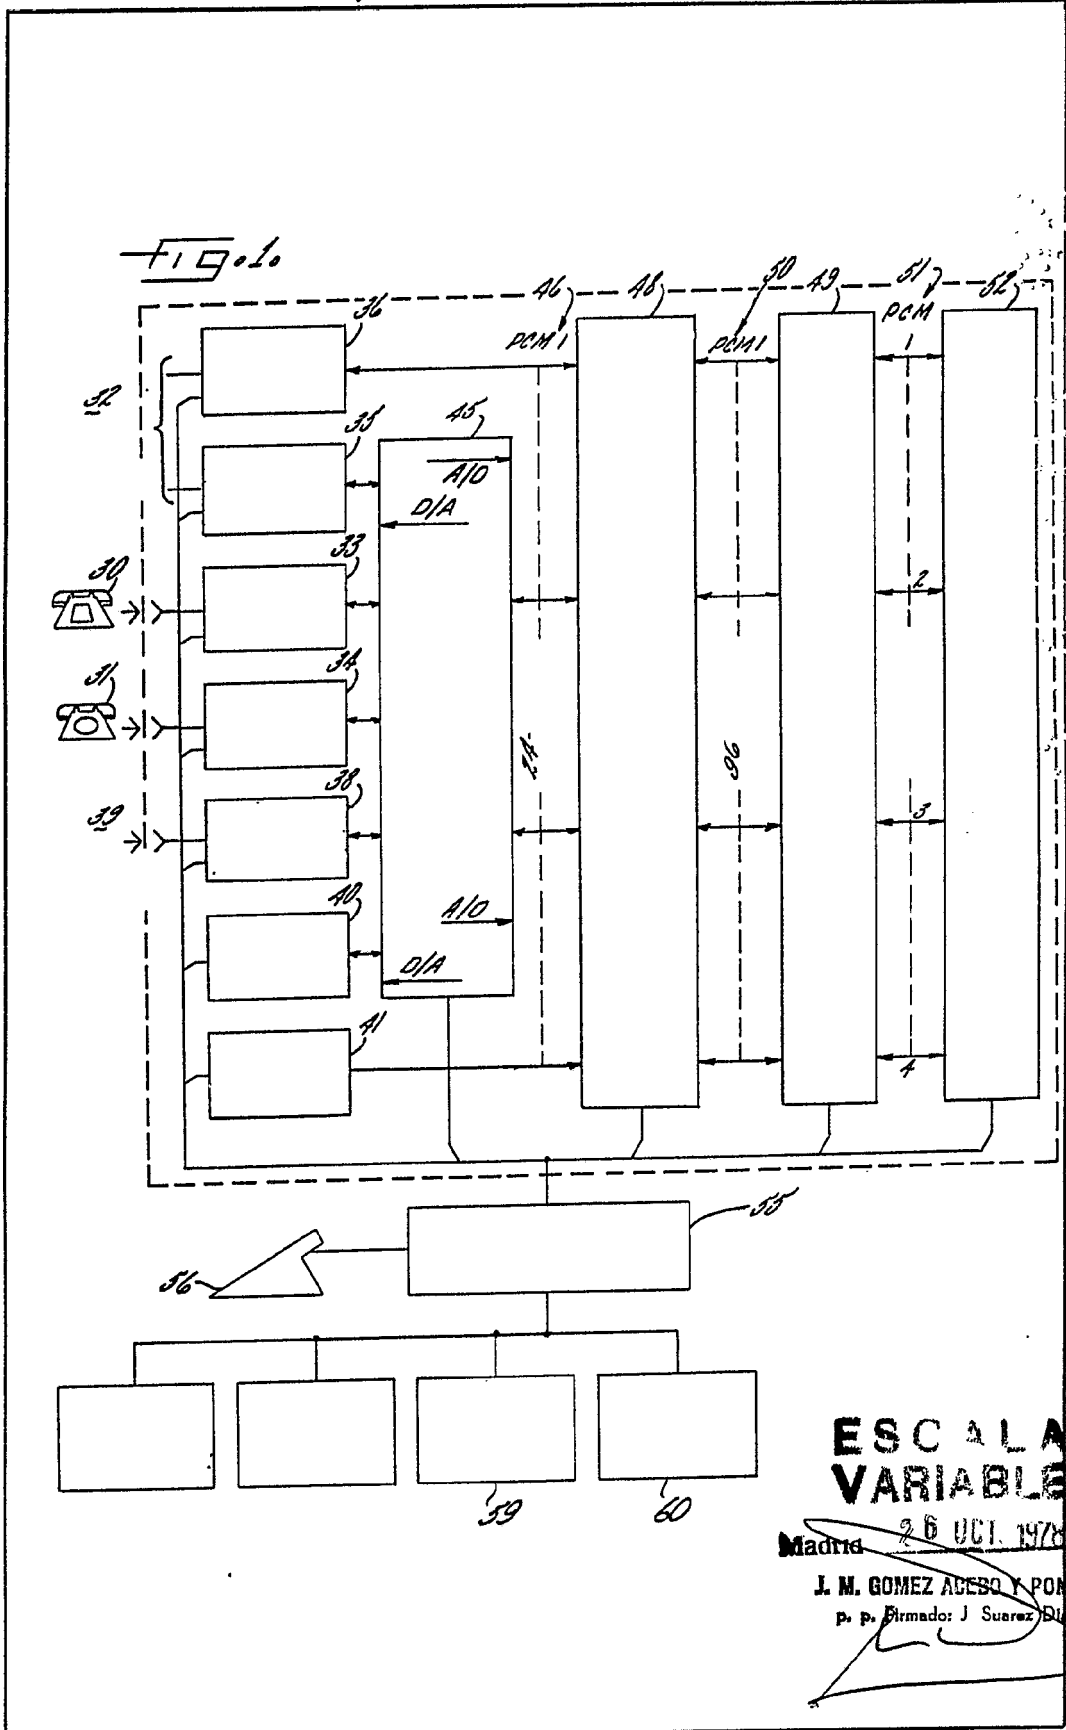 Fig. 1.
36
46
48
50
49
51
52
PCM 1
PCM 1
PCM
1
32
35
45
A/D
D/A
30
33
2
31
34
24
96
39
38
3
40
A/D
D/A
41
4
55
56
59
60
ESCALA
VARIABLE
Madrid 26 OCT. 1978
J. M. GOMEZ ACEBO Y
p. p. Firmado: J Suarez